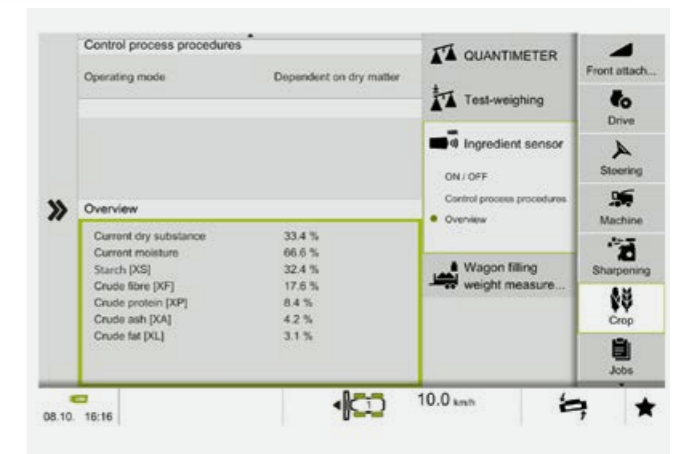 Control process procedures
Operating mode Dependent on dry matter
Overview
Current dry substance 33.4 %
Current moisture 66.6 %
Starch [XS] 32.4 %
Crude fibre [XF] 17.6 %
Crude protein [XP] 8.4 %
Crude ash [XA] 4.2 %
Crude fat [XL] 3.1 %
QUANTIMETER
Test-weighing
Ingredient sensor
ON / OFF
Control process procedures
Overview
Wagon filling
weight measure...
Front attach...
Drive
Steering
Machine
Sharpening
Crop
Jobs
08.10. 16:16
1
10.0 km/h